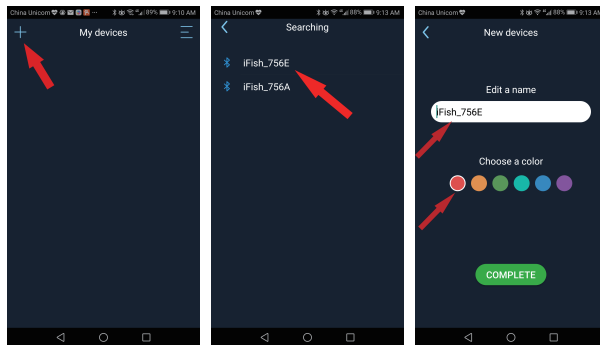 China Unicom 89% 9:10 AM
My devices
China Unicom 88% 9:13 AM
Searching
iFish_756E
iFish_756A
China Unicom 88% 9:13 AM
New devices
Edit a name
iFish_756E
Choose a color
COMPLETE